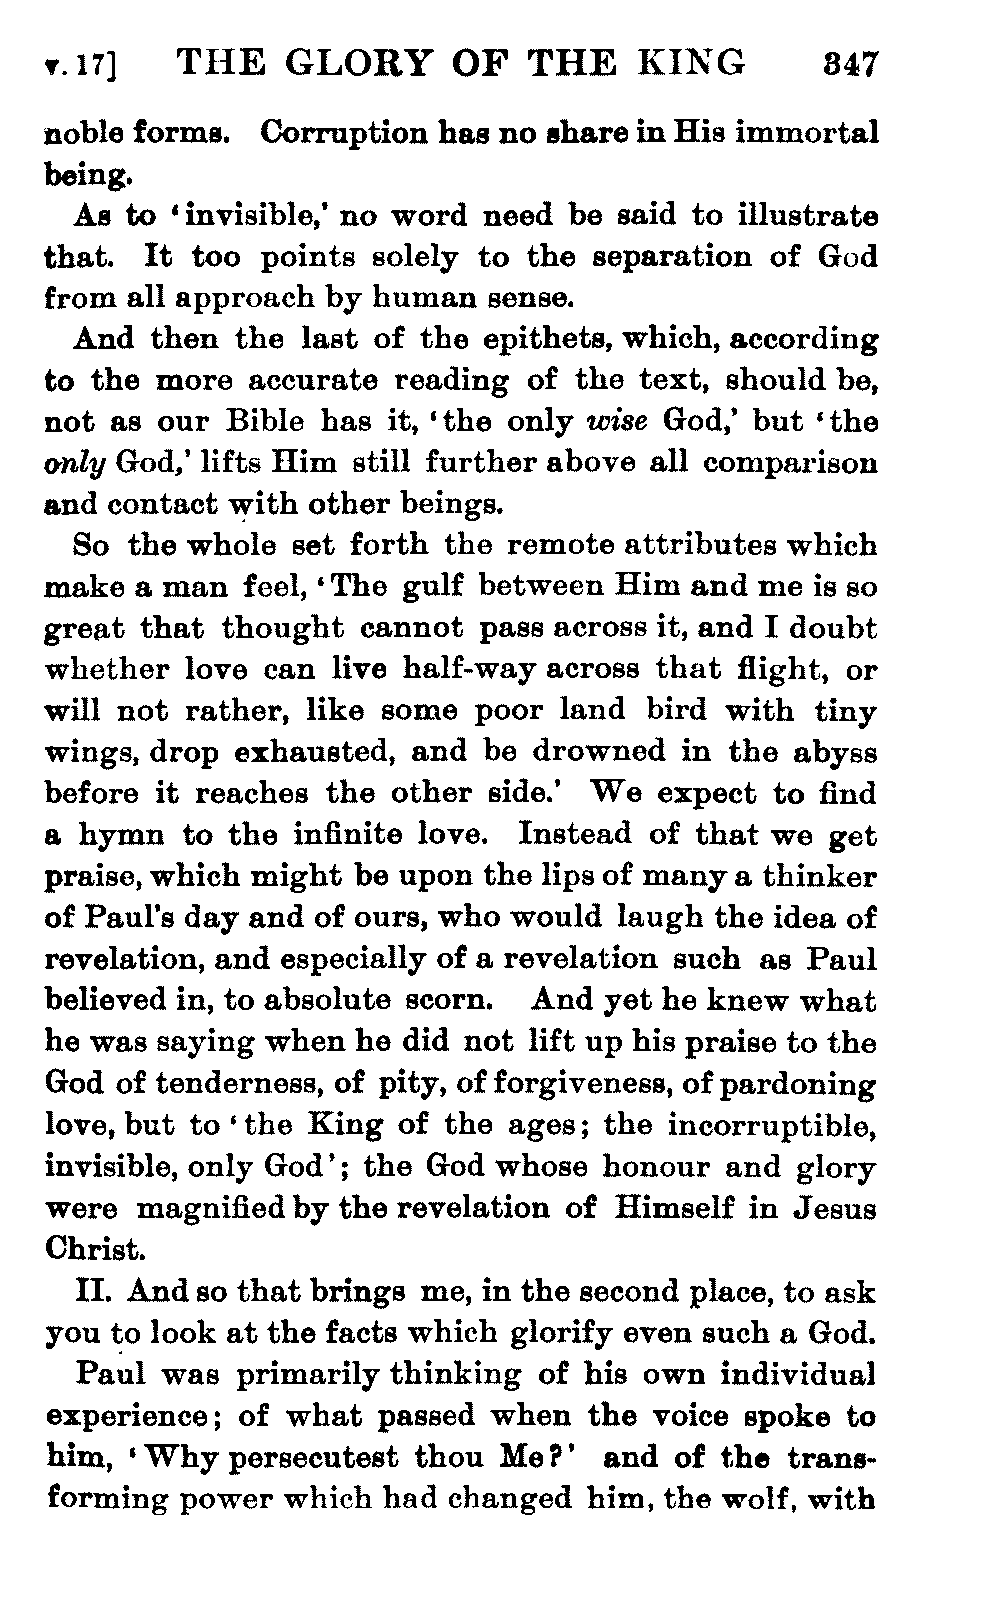 v. 17] THE GLORY OF THE KING 347
noble forms. Corruption has no share in His immortal
being.
As to ‘invisible,’ no word need be said to illustrate
that. It too points solely to the separation of God
from all approach by human sense.
And then the last of the epithets, which, according
to the more accurate reading of the text, should be,
not as our Bible has it, ‘the only wise God,’ but ‘the
only God,’ lifts Him still further above all comparison
and contact with other beings.
So the whole set forth the remote attributes which
make a man feel, ‘The gulf between Him and me is so
great that thought cannot pass across it, and I doubt
whether love can live half-way across that flight, or
will not rather, like some poor land bird with tiny
wings, drop exhausted, and be drowned in the abyss
before it reaches the other side.’ We expect to find
a hymn to the infinite love. Instead of that we get
praise, which might be upon the lips of many a thinker
of Paul's day and of ours, who would laugh the idea of
revelation, and especially of a revelation such as Paul
believed in, to absolute scorn. And yet he knew what
he was saying when he did not lift up his praise to the
God of tenderness, of pity, of forgiveness, of pardoning
love, but to ‘the King of the ages; the incorruptible,
invisible, only God’; the God whose honour and glory
were magnified by the revelation of Himself in Jesus
Christ.
II. And so that brings me, in the second place, to ask
you to look at the facts which glorify even such a God.
Paul was primarily thinking of his own individual
experience; of what passed when the voice spoke to
him, ‘Why persecutest thou Me?’ and of the trans-
forming power which had changed him, the wolf, with